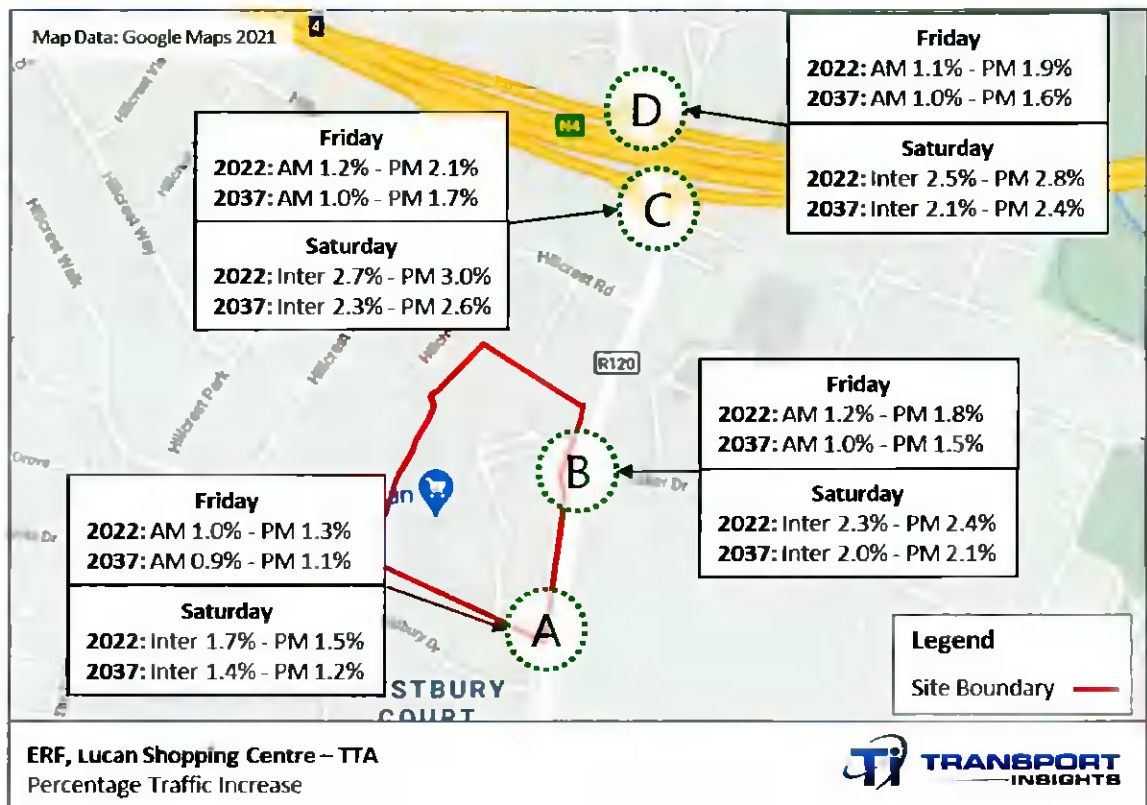 Map Data: Google Maps 2021
4
N4
D
Friday
2022: AM 1.1% - PM 1.9%
2037: AM 1.0% - PM 1.6%
Saturday
2022: Inter 2.5% - PM 2.8%
2037: Inter 2.1% - PM 2.4%
Friday
2022: AM 1.2% - PM 2.1%
2037: AM 1.0% - PM 1.7%
Saturday
2022: Inter 2.7% - PM 3.0%
2037: Inter 2.3% - PM 2.6%
C
Hillcrest Way
Hillcrest Walk
Hillcrest Rd
Hillcrest Park
Hillcrest
R120
B
Friday
2022: AM 1.2% - PM 1.8%
2037: AM 1.0% - PM 1.5%
Saturday
2022: Inter 2.3% - PM 2.4%
2037: Inter 2.0% - PM 2.1%
Grove
Dr
Friday
2022: AM 1.0% - PM 1.3%
2037: AM 0.9% - PM 1.1%
Saturday
2022: Inter 1.7% - PM 1.5%
2037: Inter 1.4% - PM 1.2%
A
STBURY
COURT
Legend
Site Boundary
ERF, Lucan Shopping Centre – TTA
Percentage Traffic Increase
Ti TRANSPORT
INSIGHTS